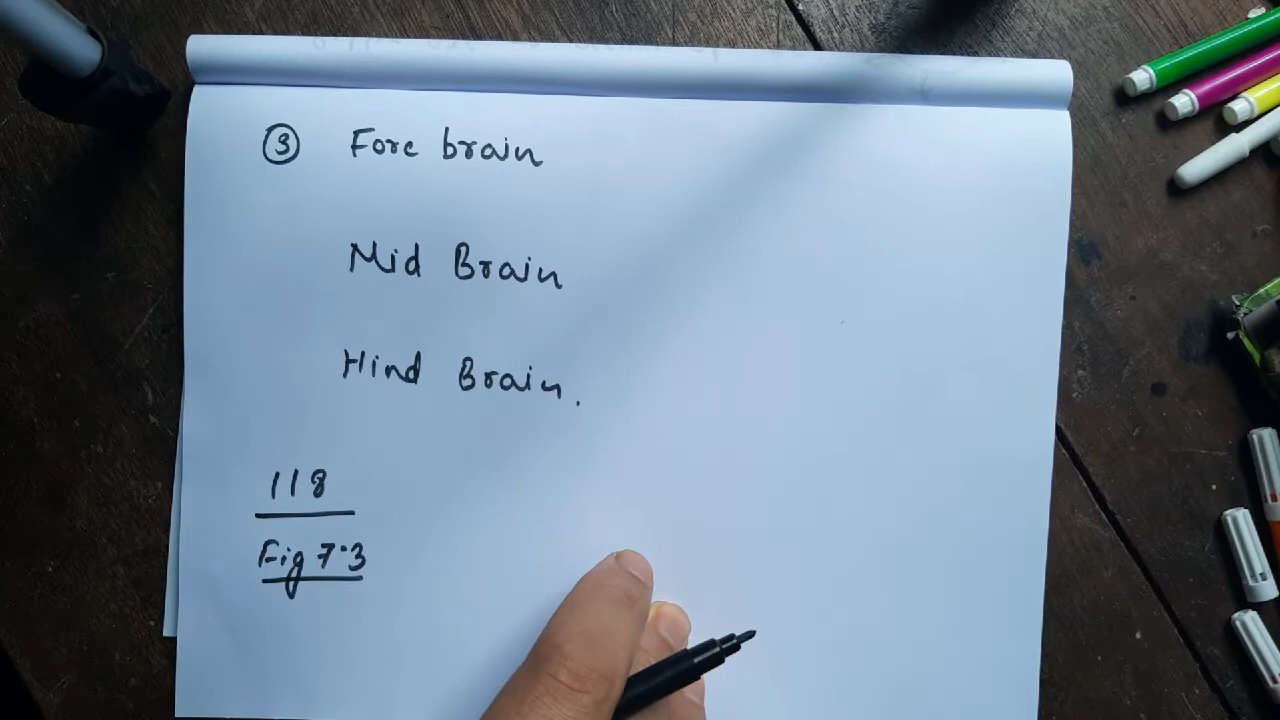 ③ Fore brain
Mid Brain
Hind Brain.
118
Fig 7.3